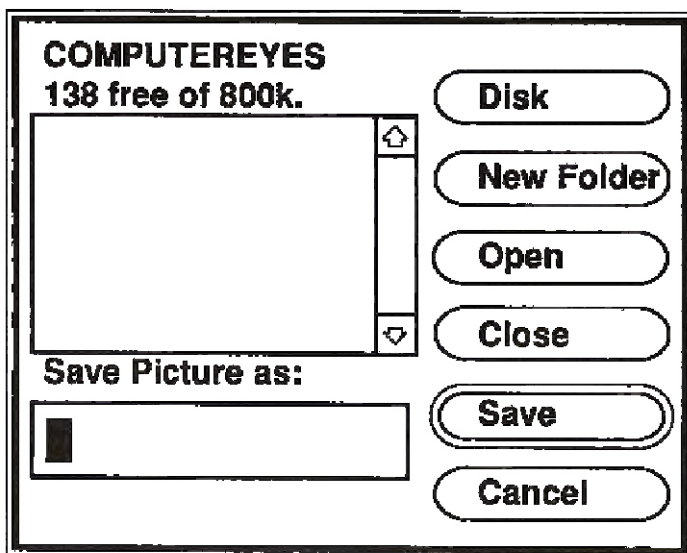 COMPUTEREYES
138 free of 800k.
Disk
New Folder
Open
Close
Save Picture as:
Save
Cancel